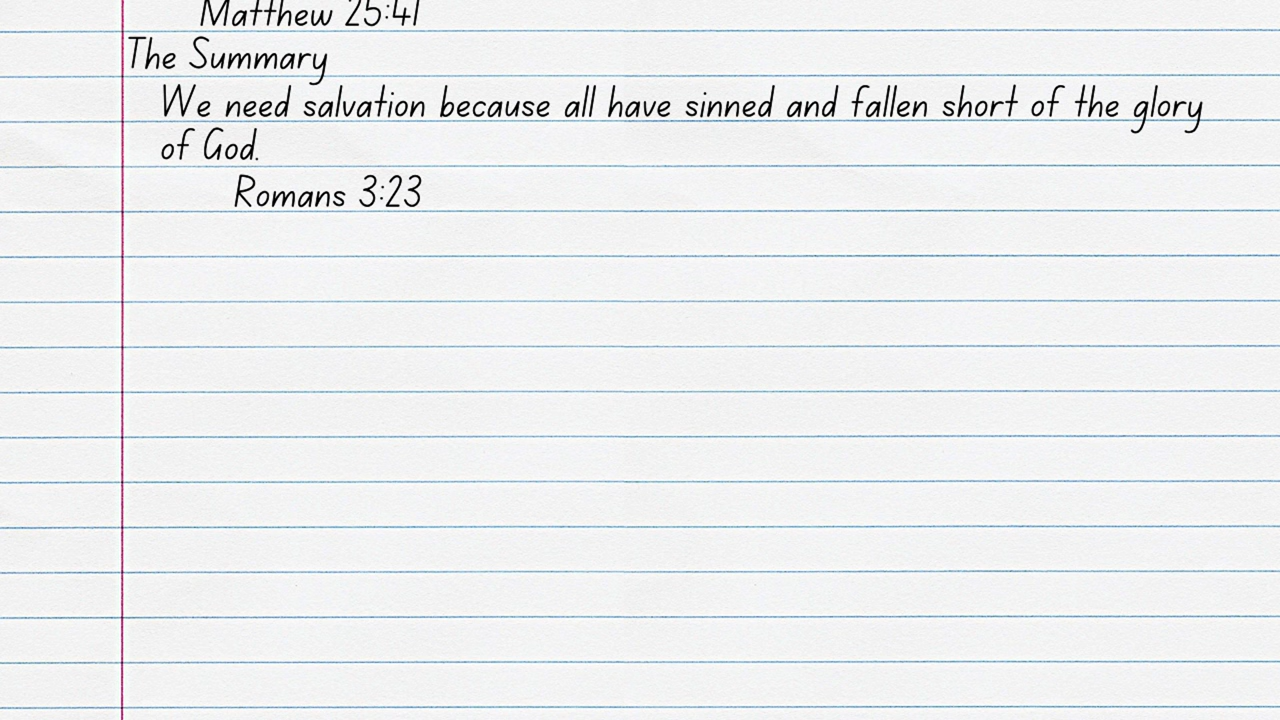 Matthew 25:41
The Summary
We need salvation because all have sinned and fallen short of the glory
of God.
Romans 3:23